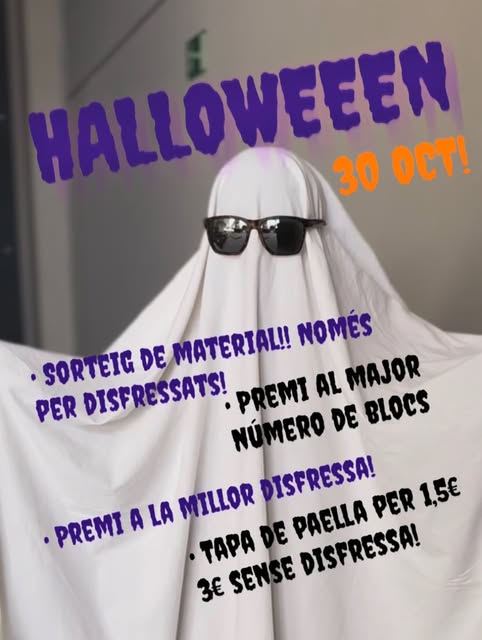 HALLOWEEEN
30 OCT!
• SORTEIG DE MATERIAL!! NOMÉS
PER DISFRESSATS!
• PREMI AL MAJOR
NÚMERO DE BLOCS
• PREMI A LA MILLOR DISFRESSA!
• TAPA DE PAELLA PER 1,5€
3€ SENSE DISFRESSA!